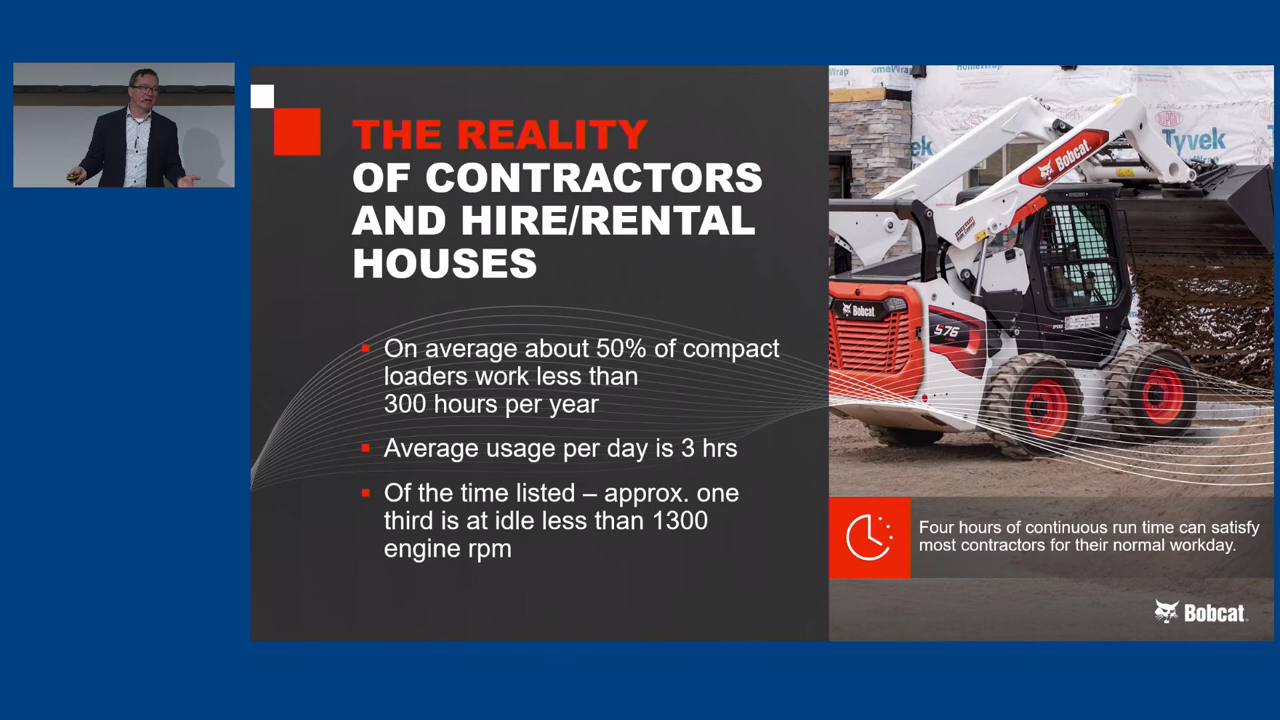 THE REALITY
OF CONTRACTORS
AND HIRE/RENTAL
HOUSES
On average about 50% of compact
loaders work less than
300 hours per year
Average usage per day is 3 hrs
Of the time listed – approx. one
third is at idle less than 1300
engine rpm
HomeWrap
Tyvek
Bobcat
Bobcat
S76
Four hours of continuous run time can satisfy
most contractors for their normal workday.
Bobcat